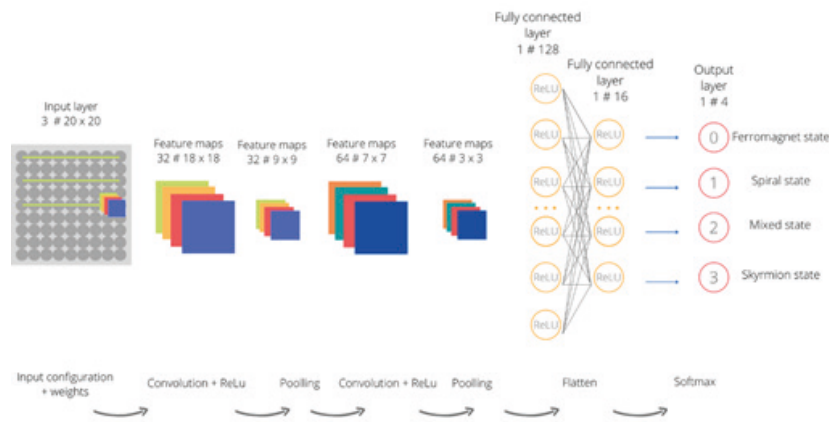 Fully connected
layer
1 # 128
Fully connected
layer
1 # 16
Output
layer
1 # 4
Input layer
3 # 20 x 20
Feature maps
32 # 18 x 18
Feature maps
32 # 9 x 9
Feature maps
64 # 7 x 7
Feature maps
64 # 3 x 3
ReLU
ReLU
ReLU
ReLU
ReLU
ReLU
ReLU
ReLU
ReLU
ReLU
0 Ferromagnet state
1 Spiral state
2 Mixed state
3 Skyrmion state
Input configuration
+ weights
Convolution + ReLu
Poolling
Convolution + ReLu
Poolling
Flatten
Softmax